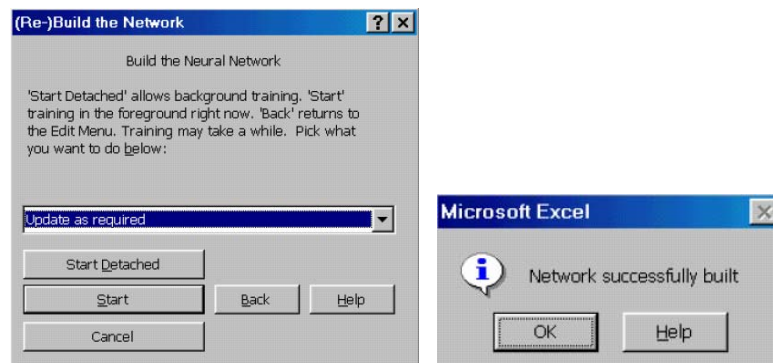 (Re-)Build the Network
Build the Neural Network
'Start Detached' allows background training. 'Start'
training in the foreground right now. 'Back' returns to
the Edit Menu. Training may take a while. Pick what
you want to do below:
Update as required
Start Detached
Start
Back
Help
Cancel
Microsoft Excel
Network successfully built
OK
Help